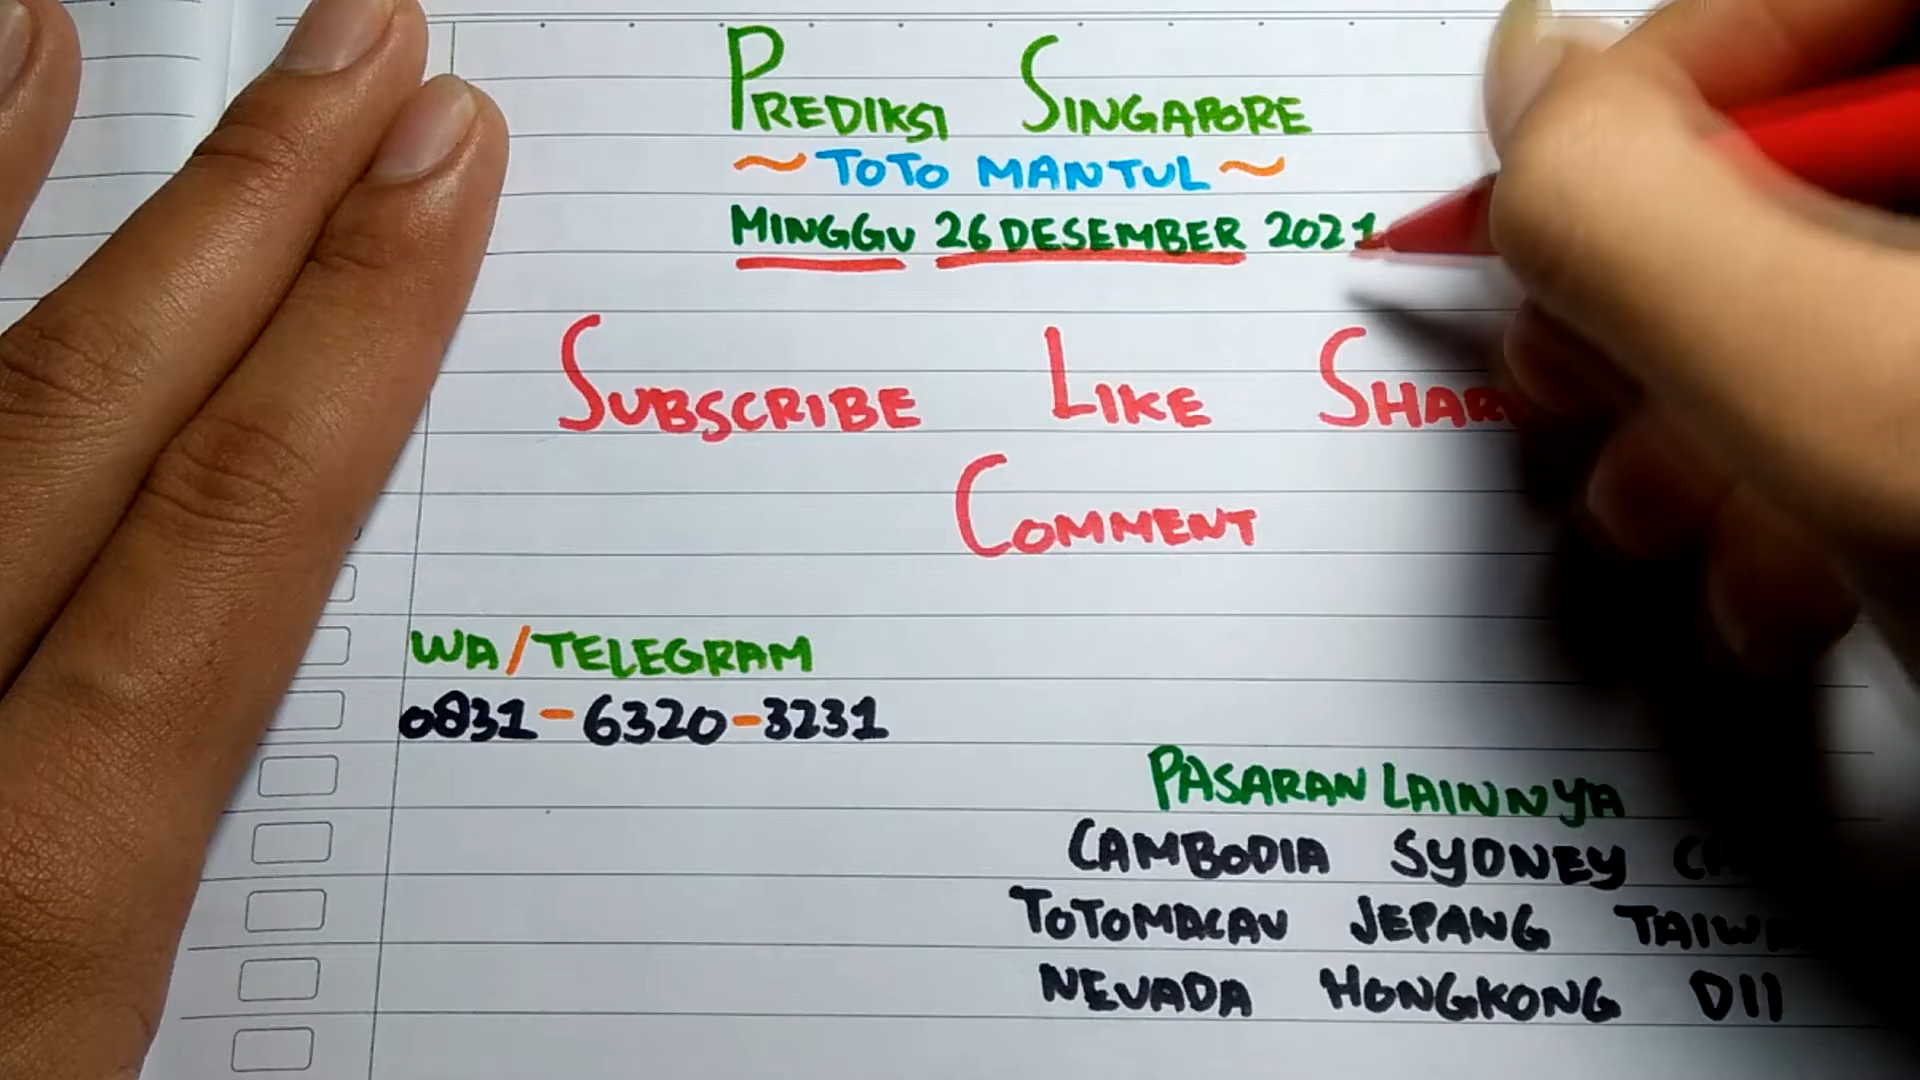 PREDIKSI SINGAPORE
~ TOTO MANTUL ~
MINGGU 26 DESEMBER 2021
SUBSCRIBE LIKE
COMMENT
WA/TELEGRAM
0831-6320-3231
PASARAN LAINNYA
CAMBODIA SYDNEY
TOTOMACAU JEPANG
NEVADA HONGKONG DII